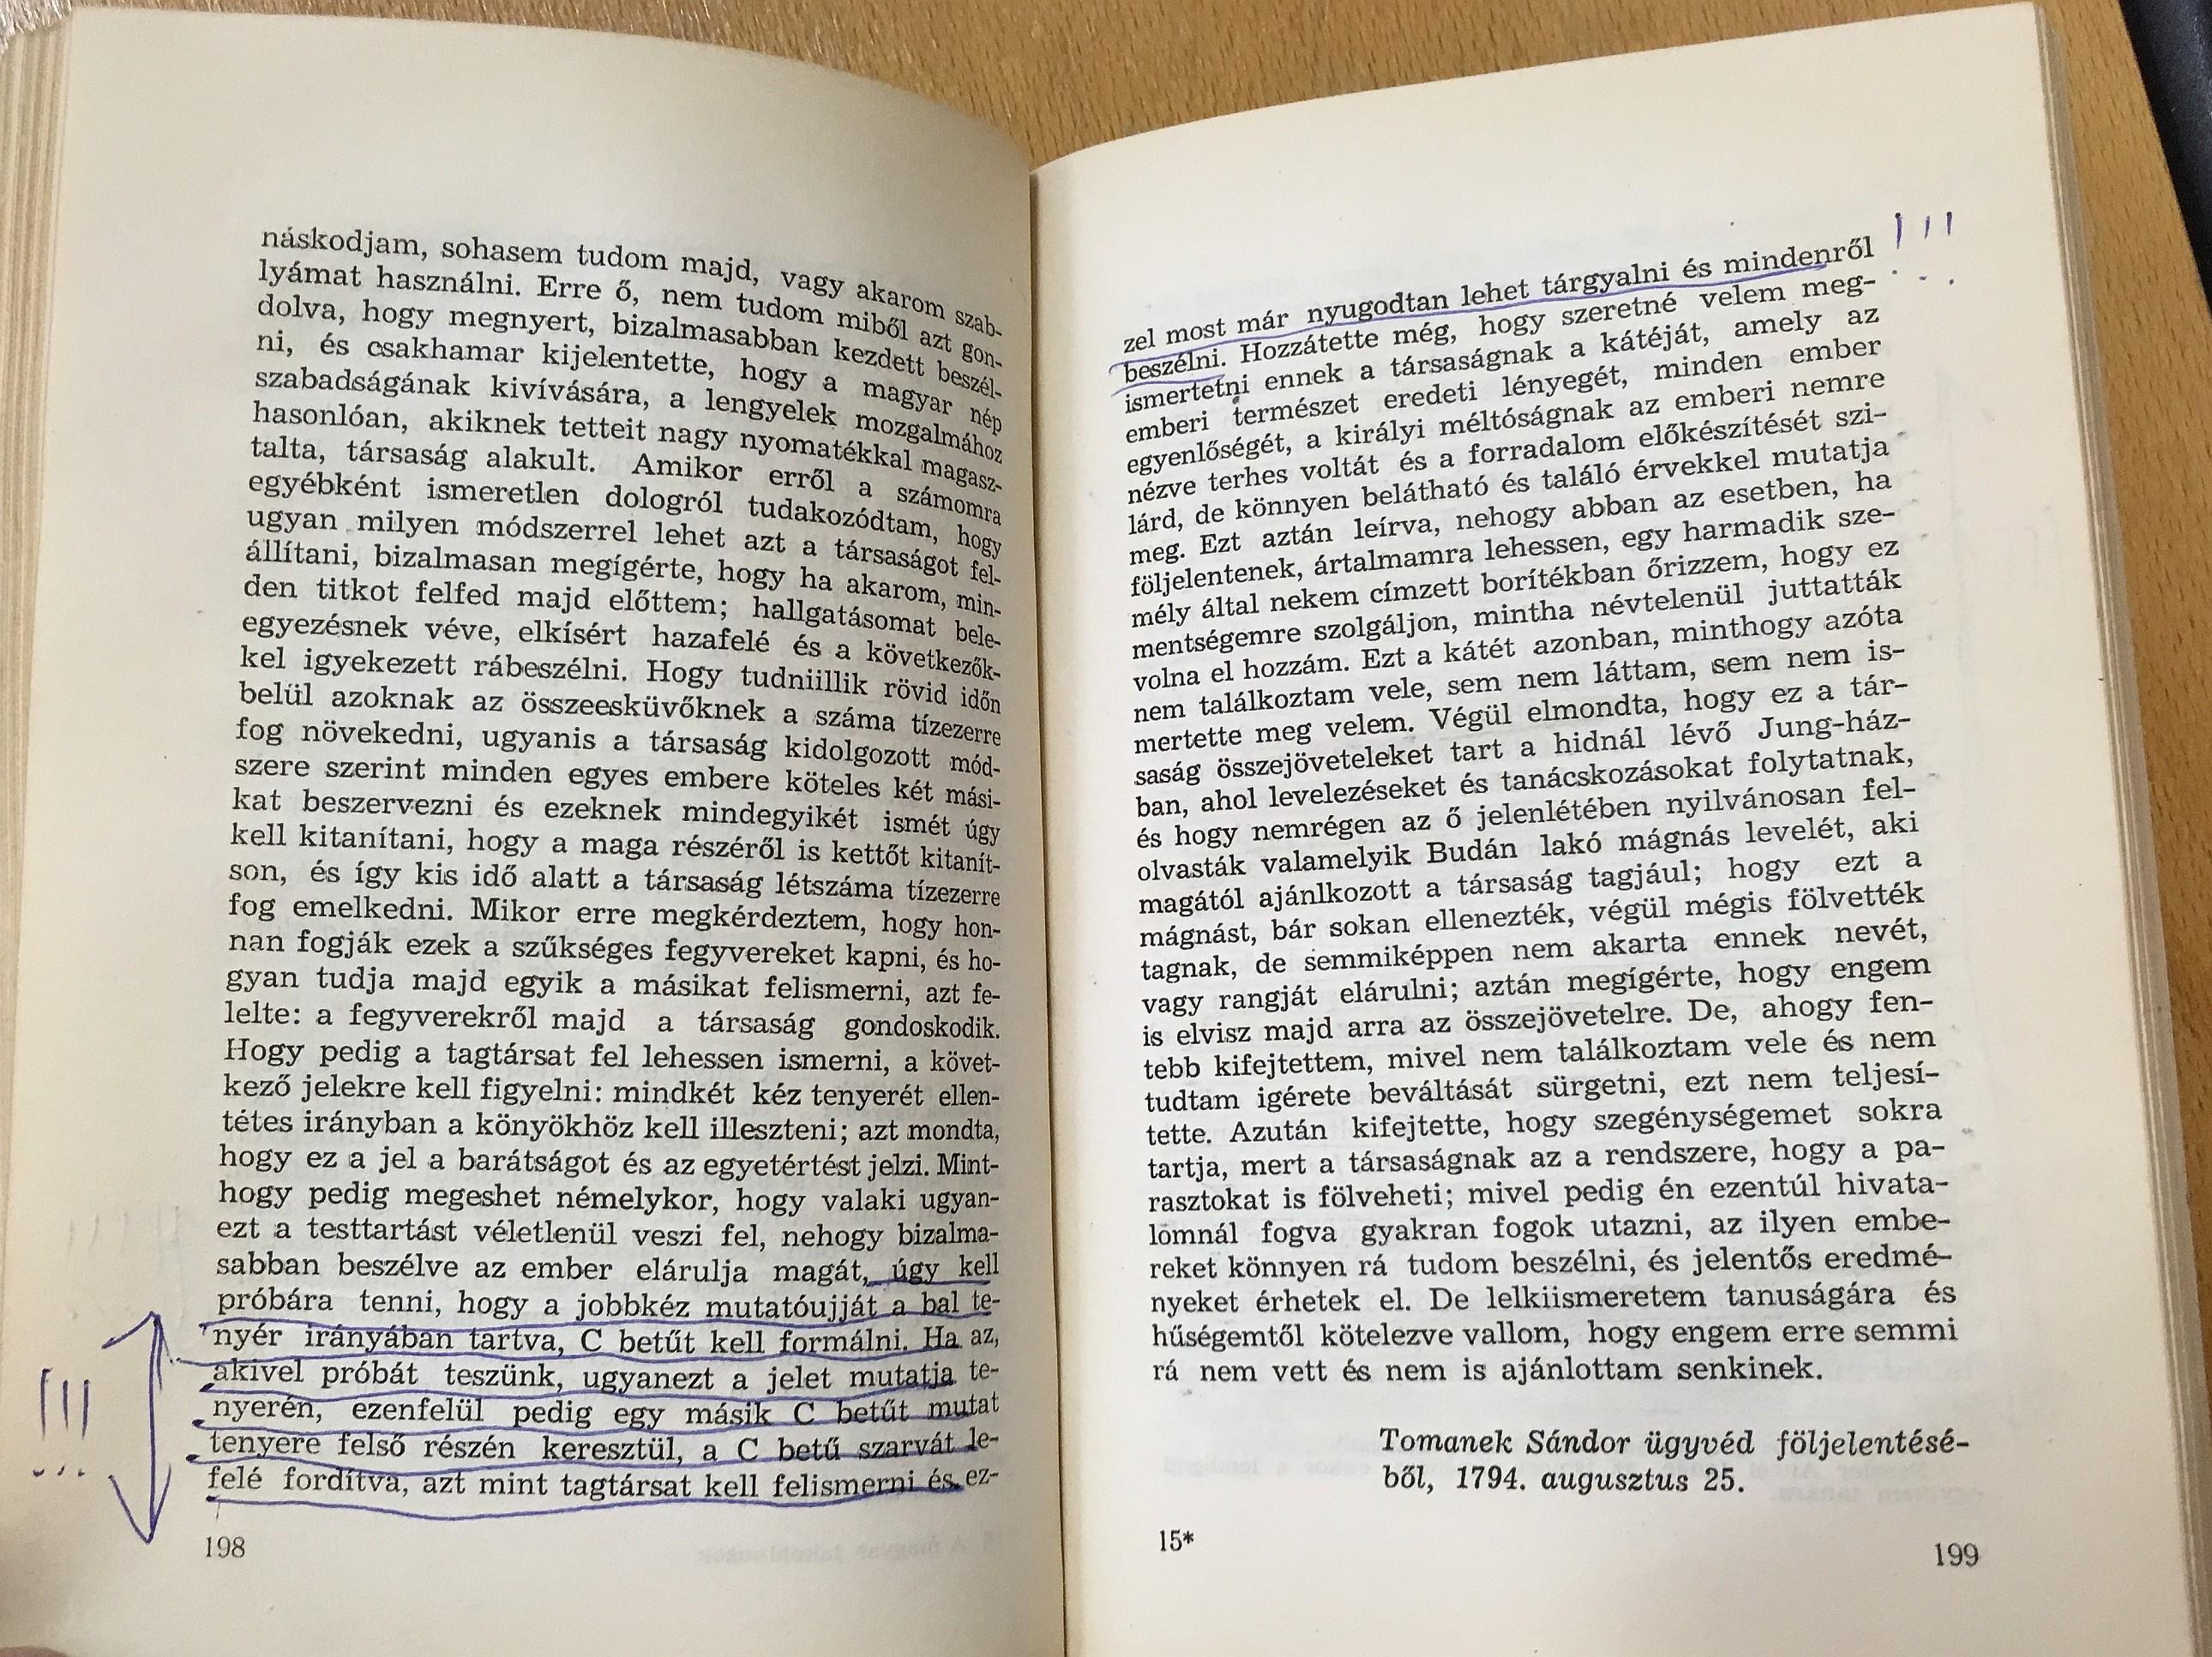 náskodjam, sohasem tudom majd, vagy akarom szab-
lyámat használni. Erre ő, nem tudom miből azt gon-
dolva, hogy megnyert, bizalmasabban kezdett beszél-
ni, és csakhamar kijelentette, hogy a magyar nép
szabadságának kivívására, a lengyelek mozgalmához
hasonlóan, akiknek tetteit nagy nyomatékkal magasz-
talta, társaság alakult. Amikor erről a számomra
egyébként ismeretlen dologról tudakozódtam, hogy
ugyan milyen módszerrel lehet azt a társaságot fel-
állítani, bizalmasan megígérte, hogy ha akarom, min-
den titkot felfed majd előttem; hallgatásomat bele-
egyezésnek véve, elkísért hazafelé és a következők-
kel igyekezett rábeszélni. Hogy tudniillik rövid időn
belül azoknak az összeesküvőknek a száma tízezerre
fog növekedni, ugyanis a társaság kidolgozott mód-
szere szerint minden egyes embere köteles két mási-
kat beszervezni és ezeknek mindegyikét ismét úgy
kell kitanítani, hogy a maga részéről is kettőt kitanít-
son, és így kis idő alatt a társaság létszáma tízezerre
fog emelkedni. Mikor erre megkérdeztem, hogy hon-
nan fogják ezek a szűkséges fegyvereket kapni, és ho-
gyan tudja majd egyik a másikat felismerni, azt fe-
lelte: a fegyverekről majd a társaság gondoskodik.
Hogy pedig a tagtársat fel lehessen ismerni, a követ-
kező jelekre kell figyelni: mindkét kéz tenyerét ellen-
tétes irányban a könyökhöz kell illeszteni; azt mondta,
hogy ez a jel a barátságot és az egyetértést jelzi. Mint-
hogy pedig megeshet némelykor, hogy valaki ugyan-
ezt a testtartást véletlenül veszi fel, nehogy bizalma-
sabban beszélve az ember elárulja magát, úgy kell
próbára tenni, hogy a jobbkéz mutatóujját a bal te-
nyér irányában tartva, C betűt kell formálni. Ha az,
akivel próbát teszünk, ugyanezt a jelet mutatja te-
nyerén, ezenfelül pedig egy másik C betűt mutat
tenyere felső részén keresztül, a C betű szarvát le-
felé fordítva, azt mint tagtársat kell felismerni és ez-
!!!
198
zel most már nyugodtan lehet tárgyalni és mindenről
beszélni. Hozzátette még, hogy szeretné velem meg-
ismertetni ennek a társaságnak a kátéját, amely az
emberi természet eredeti lényegét, minden ember
egyenlőségét, a királyi méltóságnak az emberi nemre
nézve terhes voltát és a forradalom előkészítését szi-
lárd, de könnyen belátható és találó érvekkel mutatja
meg. Ezt aztán leírva, nehogy abban az esetben, ha
följelentenek, ártalmamra lehessen, egy harmadik sze-
mély által nekem címzett borítékban őrizzem, hogy ez
mentségemre szolgáljon, mintha névtelenül juttatták
volna el hozzám. Ezt a kátét azonban, minthogy azóta
nem találkoztam vele, sem nem láttam, sem nem is-
mertette meg velem. Végül elmondta, hogy ez a tár-
saság összejöveteleket tart a hidnál lévő Jung-ház-
ban, ahol levelezéseket és tanácskozásokat folytatnak,
és hogy nemrégen az ő jelenlétében nyilvánosan fel-
olvasták valamelyik Budán lakó mágnás levelét, aki
magától ajánlkozott a társaság tagjául; hogy ezt a
mágnást, bár sokan ellenezték, végül mégis fölvették
tagnak, de semmiképpen nem akarta ennek nevét,
vagy rangját elárulni; aztán megígérte, hogy engem
is elvisz majd arra az összejövetelre. De, ahogy fen-
tebb kifejtettem, mivel nem találkoztam vele és nem
tudtam igérete beváltását sürgetni, ezt nem teljesí-
tette. Azután kifejtette, hogy szegénységemet sokra
tartja, mert a társaságnak az a rendszere, hogy a pa-
rasztokat is fölveheti; mivel pedig én ezentúl hivata-
lomnál fogva gyakran fogok utazni, az ilyen embe-
reket könnyen rá tudom beszélni, és jelentős eredmé-
nyeket érhetek el. De lelkiismeretem tanuságára és
hűségemtől kötelezve vallom, hogy engem erre semmi
rá nem vett és nem is ajánlottam senkinek.
!!!
Tomanek Sándor ügyvéd följelentésé-
ből, 1794. augusztus 25.
15*
199